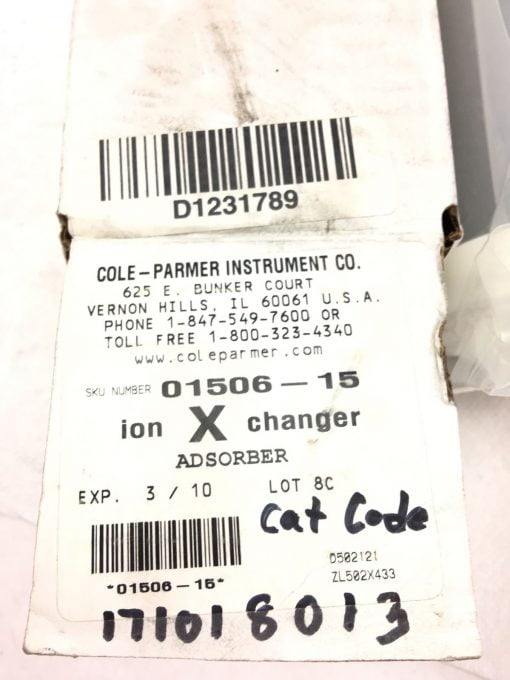 D1231789
COLE-PARMER INSTRUMENT CO.
625 E. BUNKER COURT
VERNON HILLS, IL 60061 U.S.A.
PHONE 1-847-549-7600 OR
TOLL FREE 1-800-323-4340
www.coleparmer.com
SKU NUMBER 01506-15
ion X changer
ADSORBER
EXP. 3 / 10 LOT 8C
Cat Code
*01506-15*
D502121
ZL502X433
171018013